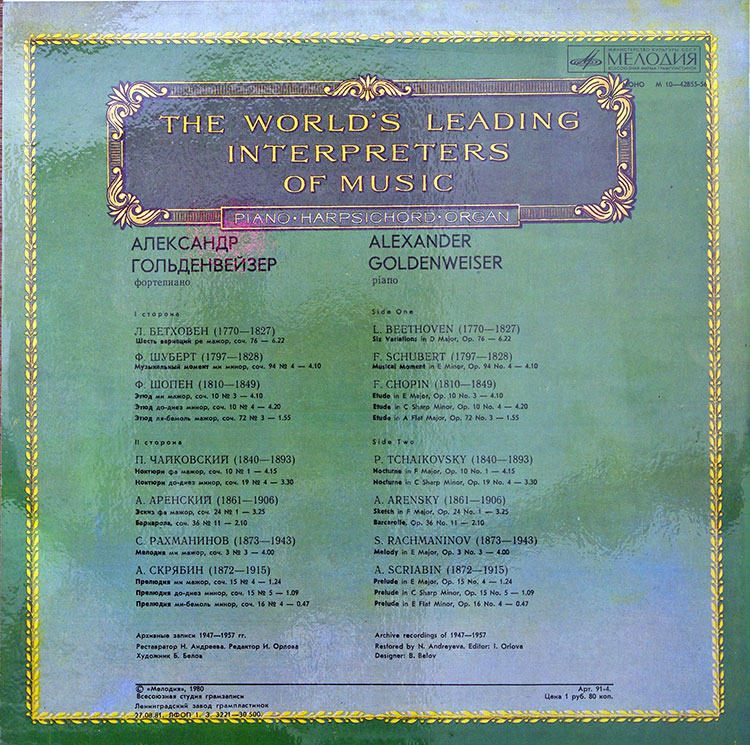 МИНИСТЕРСТВО КУЛЬТУРЫ СССР
МЕЛОДИЯ
ВСЕСОЮЗНАЯ ФИРМА ГРАМПЛАСТИНОК
МОНО М 10—42855-56
THE WORLD'S LEADING
INTERPRETERS
OF MUSIC
PIANO·HARPSICHORD·ORGAN
АЛЕКСАНДР
ГОЛЬДЕНВЕЙЗЕР
фортепиано
I сторона
Л. БЕТХОВЕН (1770—1827)
Шесть вариаций ре мажор, соч. 76 — 6.22
Ф. ШУБЕРТ (1797—1828)
Музыкальный момент ми минор, соч. 94 № 4 — 4.10
Ф. ШОПЕН (1810—1849)
Этюд ми мажор, соч. 10 № 3 — 4.10
Этюд до-диез минор, соч. 10 № 4 — 4.20
Этюд ля-бемоль мажор, соч. 72 № 3 — 1.55
II сторона
П. ЧАЙКОВСКИЙ (1840—1893)
Ноктюрн фа мажор, соч. 10 № 1 — 4.15
Ноктюрн до-диез минор, соч. 19 № 4 — 3.30
А. АРЕНСКИЙ (1861—1906)
Эскиз фа мажор, соч. 24 № 1 — 3.25
Баркарола, соч. 36 № 11 — 2.10
С. РАХМАНИНОВ (1873—1943)
Мелодия ми мажор, соч. 3 № 3 — 4.00
А. СКРЯБИН (1872—1915)
Прелюдия ми мажор, соч. 15 № 4 — 1.24
Прелюдия до-диез минор, соч. 15 № 5 — 1.09
Прелюдия ми-бемоль минор, соч. 16 № 4 — 0.47
Архивные записи 1947—1957 гг.
Реставратор Н. Андреева. Редактор И. Орлова
Художник Б. Белов
ALEXANDER
GOLDENWEISER
piano
Side One
L. BEETHOVEN (1770—1827)
Six Variations in D Major, Op. 76 — 6.22
F. SCHUBERT (1797—1828)
Musical Moment in E Minor, Op. 94 No. 4 — 4.10
F. CHOPIN (1810—1849)
Etude in E Major, Op. 10 No. 3 — 4.10
Etude in C Sharp Minor, Op. 10 No. 4 — 4.20
Etude in A Flat Major, Op. 72 No. 3 — 1.55
Side Two
P. TCHAIKOVSKY (1840—1893)
Nocturne in F Major, Op. 10 No. 1 — 4.15
Nocturne in C Sharp Minor, Op. 19 No. 4 — 3.30
A. ARENSKY (1861—1906)
Sketch in F Major, Op. 24 No. 1 — 3.25
Barcarolle, Op. 36 No. 11 — 2.10
S. RACHMANINOV (1873—1943)
Melody in E Major, Op. 3 No. 3 — 4.00
A. SCRIABIN (1872—1915)
Prelude in E Major, Op. 15 No. 4 — 1.24
Prelude in C Sharp Minor, Op. 15 No. 5 — 1.09
Prelude in E Flat Minor, Op. 16 No. 4 — 0.47
Archive recordings of 1947—1957
Restored by N. Andreyeva. Editor: I. Orlova
Designer: B. Belov
© «Мелодия», 1980
Всесоюзная студия грамзаписи
Ленинградский завод грампластинок
27.08.81. ЯФОП 1. З. 3221—30 500.
Арт. 91-4.
Цена 1 руб. 80 коп.